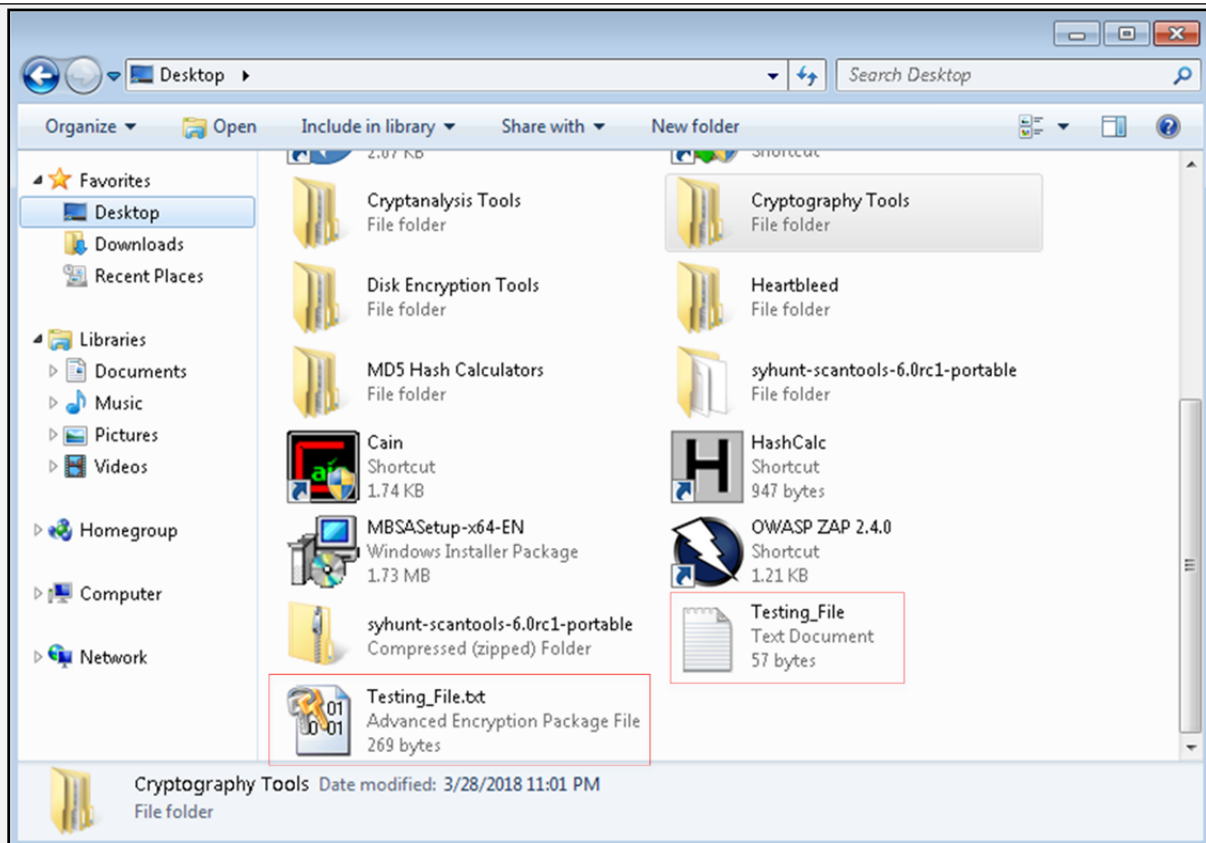 Desktop
Search Desktop
Organize
Open
Include in library
Share with
New folder
Favorites
Desktop
Downloads
Recent Places
Libraries
Documents
Music
Pictures
Videos
Homegroup
Computer
Network
2.07 KB
Shortcut
Cryptanalysis Tools
File folder
Cryptography Tools
File folder
Disk Encryption Tools
File folder
Heartbleed
File folder
MD5 Hash Calculators
File folder
syhunt-scantools-6.0rc1-portable
File folder
Cain
Shortcut
1.74 KB
HashCalc
Shortcut
947 bytes
MBSASetup-x64-EN
Windows Installer Package
1.73 MB
OWASP ZAP 2.4.0
Shortcut
1.21 KB
syhunt-scantools-6.0rc1-portable
Compressed (zipped) Folder
Testing_File
Text Document
57 bytes
Testing_File.txt
Advanced Encryption Package File
269 bytes
Cryptography Tools Date modified: 3/28/2018 11:01 PM
File folder